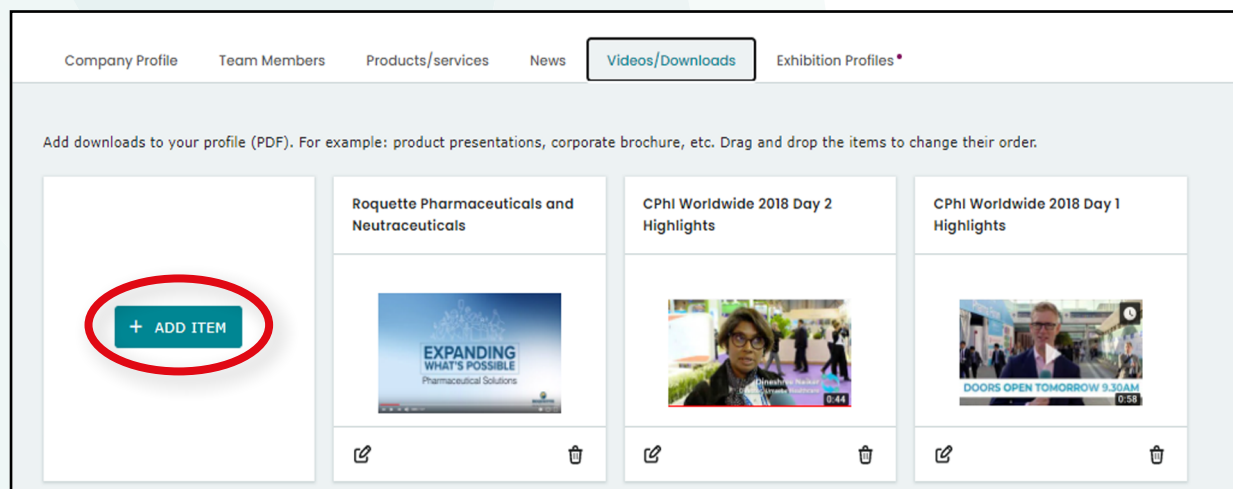 Company Profile Team Members Products/services News Videos/Downloads Exhibition Profiles
Add downloads to your profile (PDF). For example: product presentations, corporate brochure, etc. Drag and drop the items to change their order.
+ ADD ITEM
Roquette Pharmaceuticals and
Neutraceuticals
EXPANDING
WHAT'S POSSIBLE
Pharmaceutical Solutions
CPhI Worldwide 2018 Day 2
Highlights
Dineshree Naiker
0:44
CPhI Worldwide 2018 Day 1
Highlights
DOORS OPEN TOMORROW 9.30AM
0:58